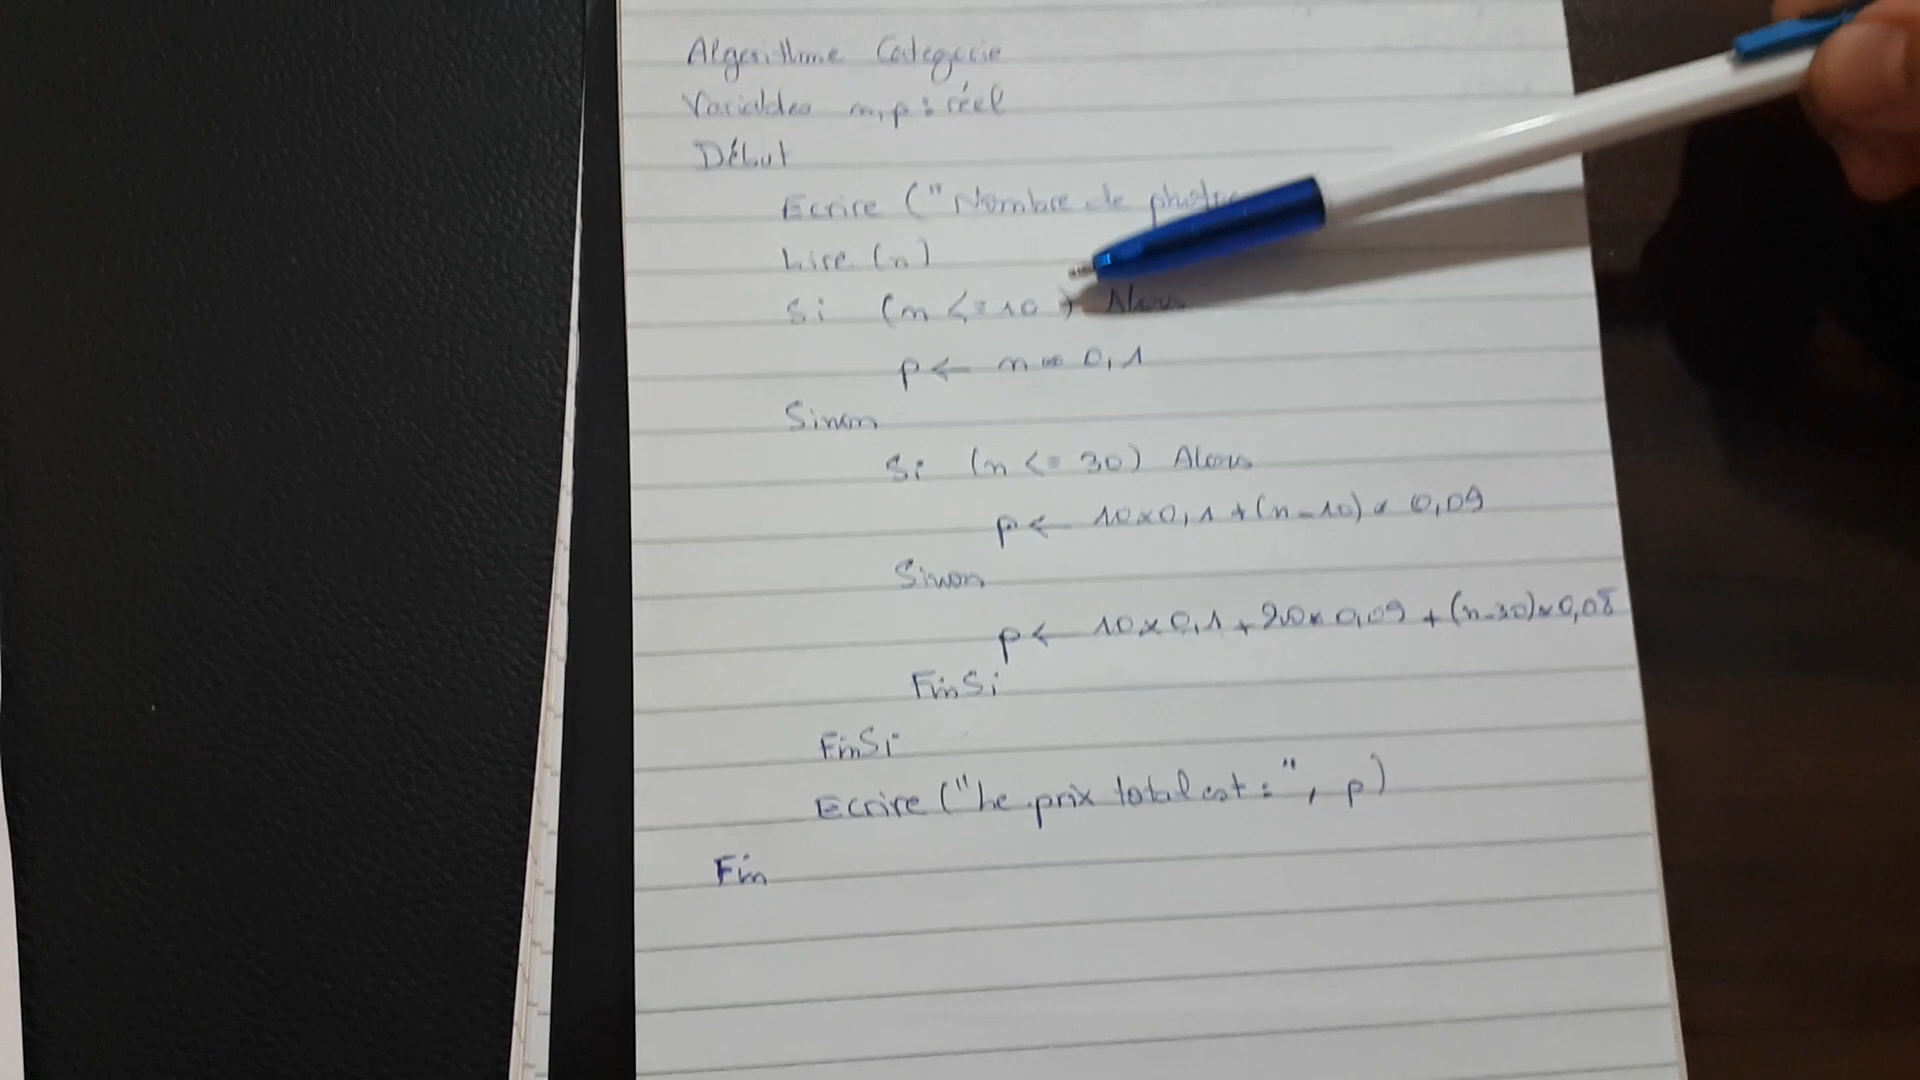 Algorithme Categorie
Variables n, p : réel
Début
Ecrire ("Nombre de
Lire (n)
Si (n <= 10) Alors
p ← n × 0,1
Sinon
Si (n <= 30) Alors
p ← 10 × 0,1 + (n - 10) × 0,09
Sinon
p ← 10 × 0,1 + 20 × 0,09 + (n - 30) × 0,08
FinSi
FinSi
Ecrire ("Le prix total est : ", p)
Fin